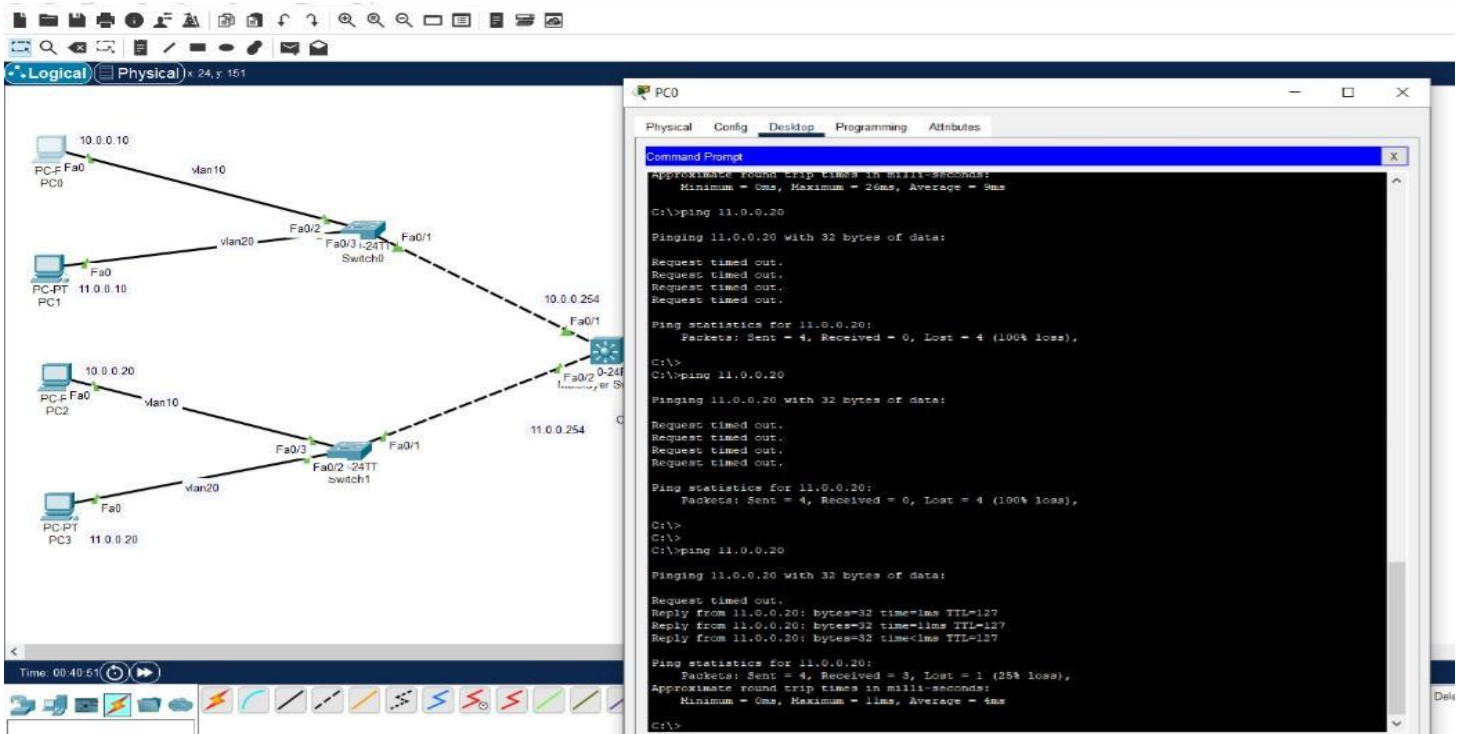 Logical Physical x: 24, y: 151
10.0.0.10
Fa0
PC0
vlan10
Fa0/2
vlan20
Fa0/3
Fa0/1
Switch0
Fa0
PC-PT 11.0.0.10
PC1
10.0.0.254
Fa0/1
10.0.0.20
Fa0
PC2
vlan10
Fa0/2
11.0.0.254
Fa0/3
Fa0/1
Fa0/2 -24TT
Switch1
vlan20
Fa0
PC-PT
PC3 11.0.0.20
Time: 00:40:51
PC0
Physical Config Desktop Programming Attributes
Command Prompt X
Approximate round trip times in milli-seconds:
Minimum = 0ms, Maximum = 26ms, Average = 9ms
C:\>ping 11.0.0.20
Pinging 11.0.0.20 with 32 bytes of data:
Request timed out.
Request timed out.
Request timed out.
Request timed out.
Ping statistics for 11.0.0.20:
Packets: Sent = 4, Received = 0, Lost = 4 (100% loss),
C:\>
C:\>ping 11.0.0.20
Pinging 11.0.0.20 with 32 bytes of data:
Request timed out.
Request timed out.
Request timed out.
Request timed out.
Ping statistics for 11.0.0.20:
Packets: Sent = 4, Received = 0, Lost = 4 (100% loss),
C:\>
C:\>
C:\>ping 11.0.0.20
Pinging 11.0.0.20 with 32 bytes of data:
Request timed out.
Reply from 11.0.0.20: bytes=32 time=1ms TTL=127
Reply from 11.0.0.20: bytes=32 time=11ms TTL=127
Reply from 11.0.0.20: bytes=32 time<1ms TTL=127
Ping statistics for 11.0.0.20:
Packets: Sent = 4, Received = 3, Lost = 1 (25% loss),
Approximate round trip times in milli-seconds:
Minimum = 0ms, Maximum = 11ms, Average = 4ms
C:\>